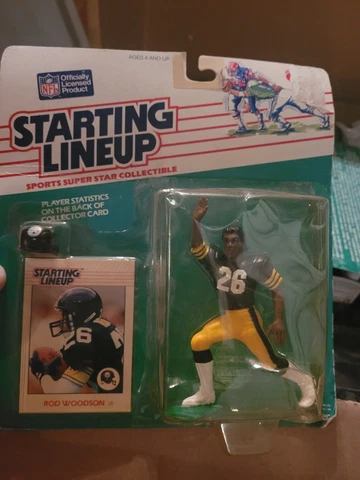 AGES 4 AND UP
NFL
Officially
Licensed
Product
STARTING
LINEUP
SPORTS SUPER STAR COLLECTIBLE
PLAYER STATISTICS
ON THE BACK OF
COLLECTOR CARD
STARTING
LINEUP
26
26
ROD WOODSON